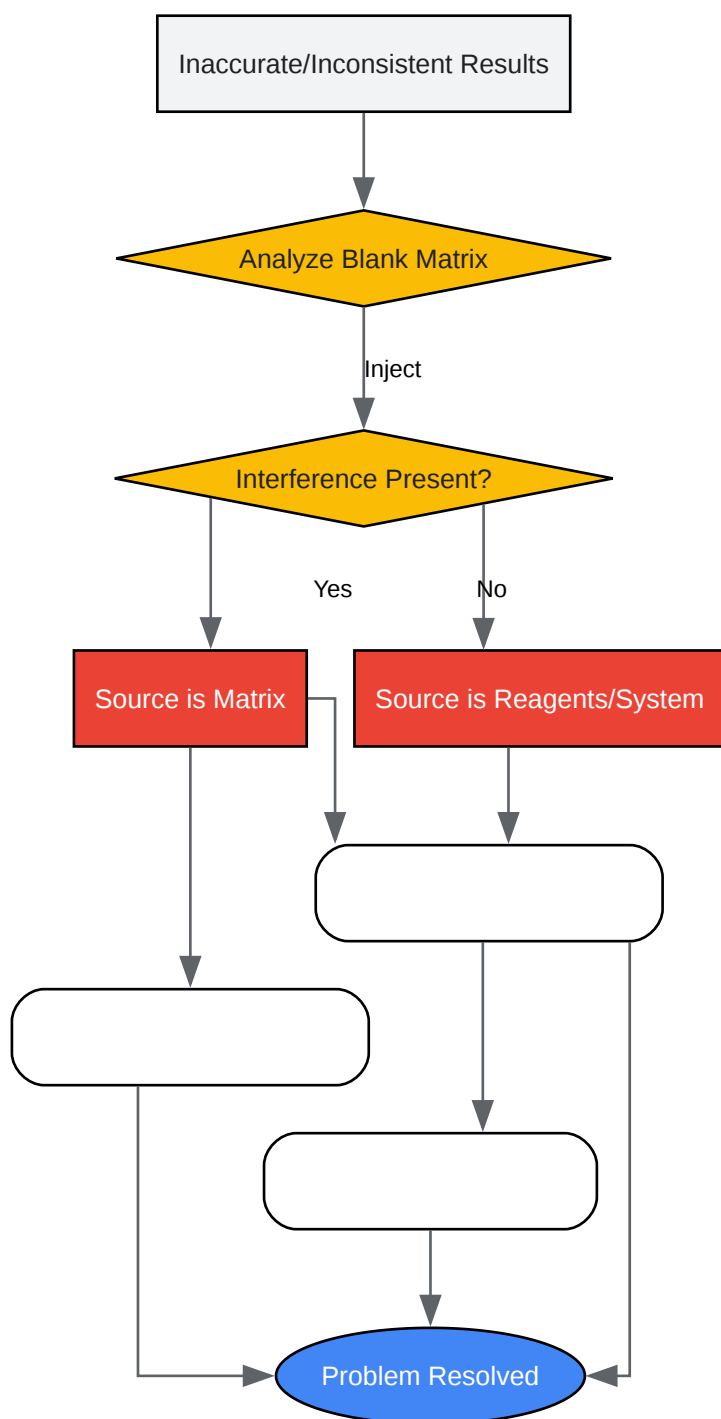 Inaccurate/Inconsistent Results
Analyze Blank Matrix
Inject
Interference Present?
Yes
No
Source is Matrix
Source is Reagents/System
Problem Resolved